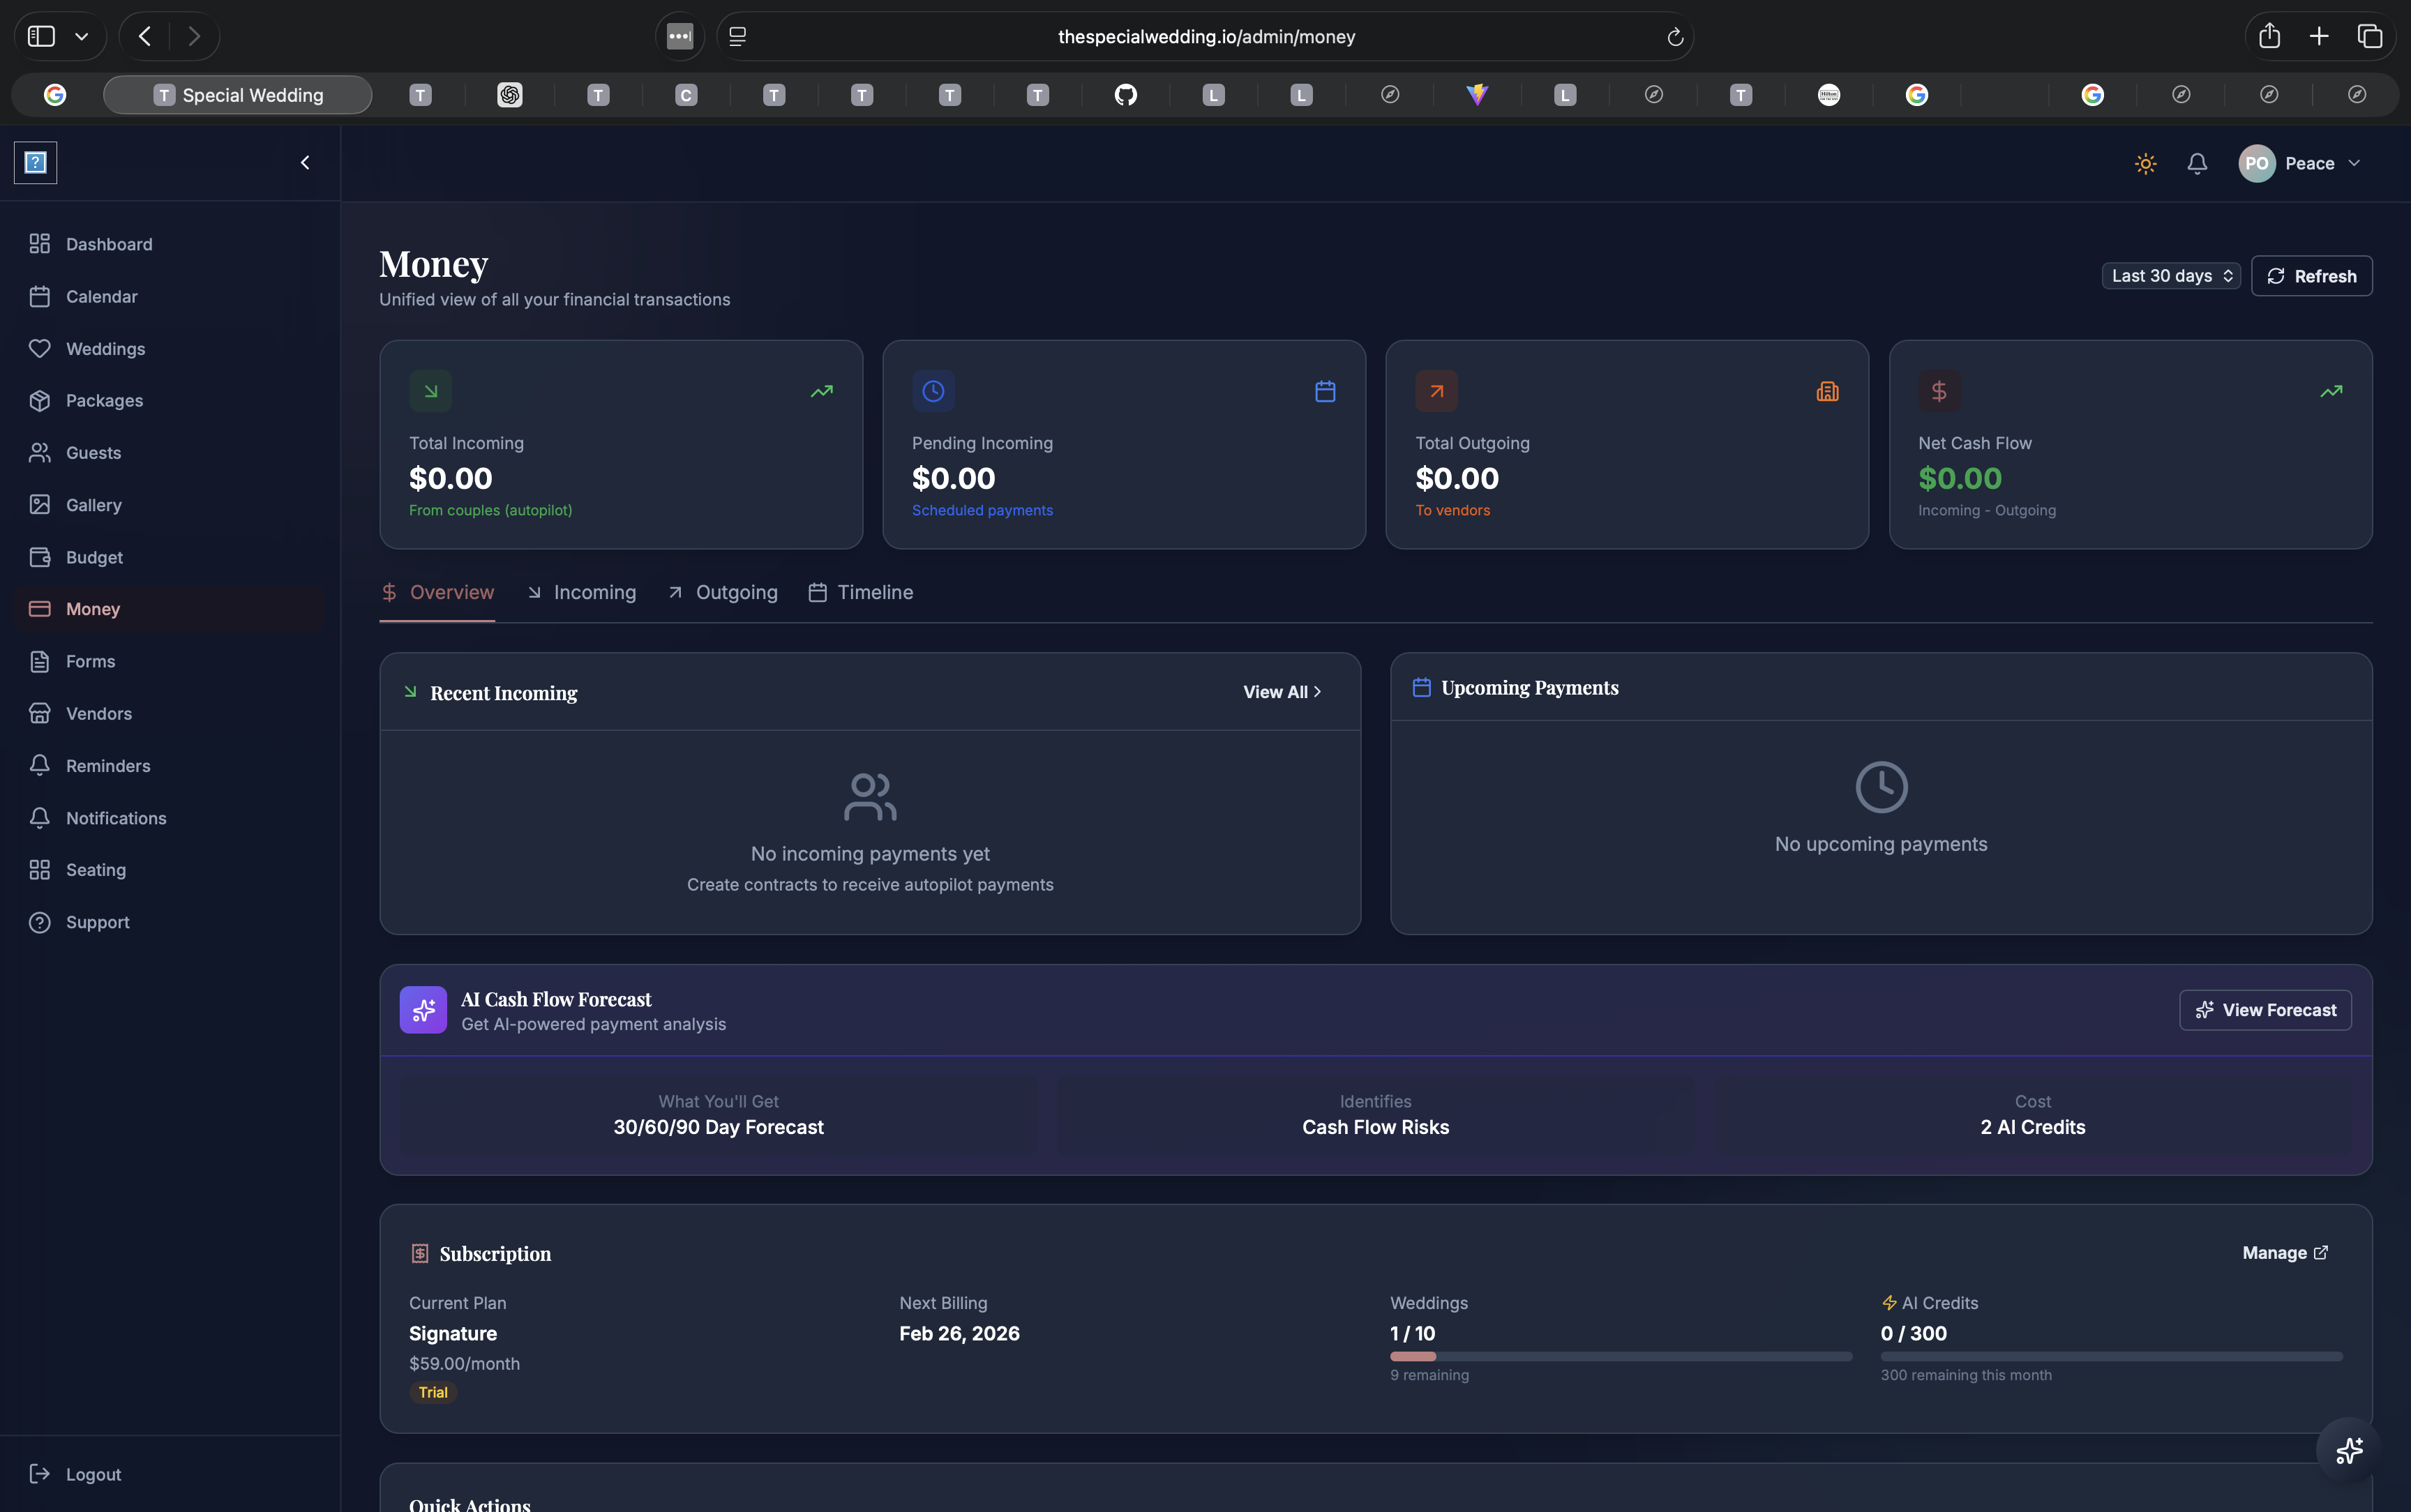 thespecialwedding.io/admin/money
T Special Wedding
T
T
C
T
T
T
T
L
L
L
T
?
PO Peace
Dashboard
Calendar
Weddings
Packages
Guests
Gallery
Budget
Money
Forms
Vendors
Reminders
Notifications
Seating
Support
Logout
Money
Unified view of all your financial transactions
Last 30 days
Refresh
Total Incoming
$0.00
From couples (autopilot)
Pending Incoming
$0.00
Scheduled payments
Total Outgoing
$0.00
To vendors
Net Cash Flow
$0.00
Incoming - Outgoing
Overview
Incoming
Outgoing
Timeline
Recent Incoming
View All
No incoming payments yet
Create contracts to receive autopilot payments
Upcoming Payments
No upcoming payments
AI Cash Flow Forecast
Get AI-powered payment analysis
View Forecast
What You'll Get
30/60/90 Day Forecast
Identifies
Cash Flow Risks
Cost
2 AI Credits
Subscription
Manage
Current Plan
Signature
$59.00/month
Trial
Next Billing
Feb 26, 2026
Weddings
1 / 10
9 remaining
AI Credits
0 / 300
300 remaining this month
Quick Actions